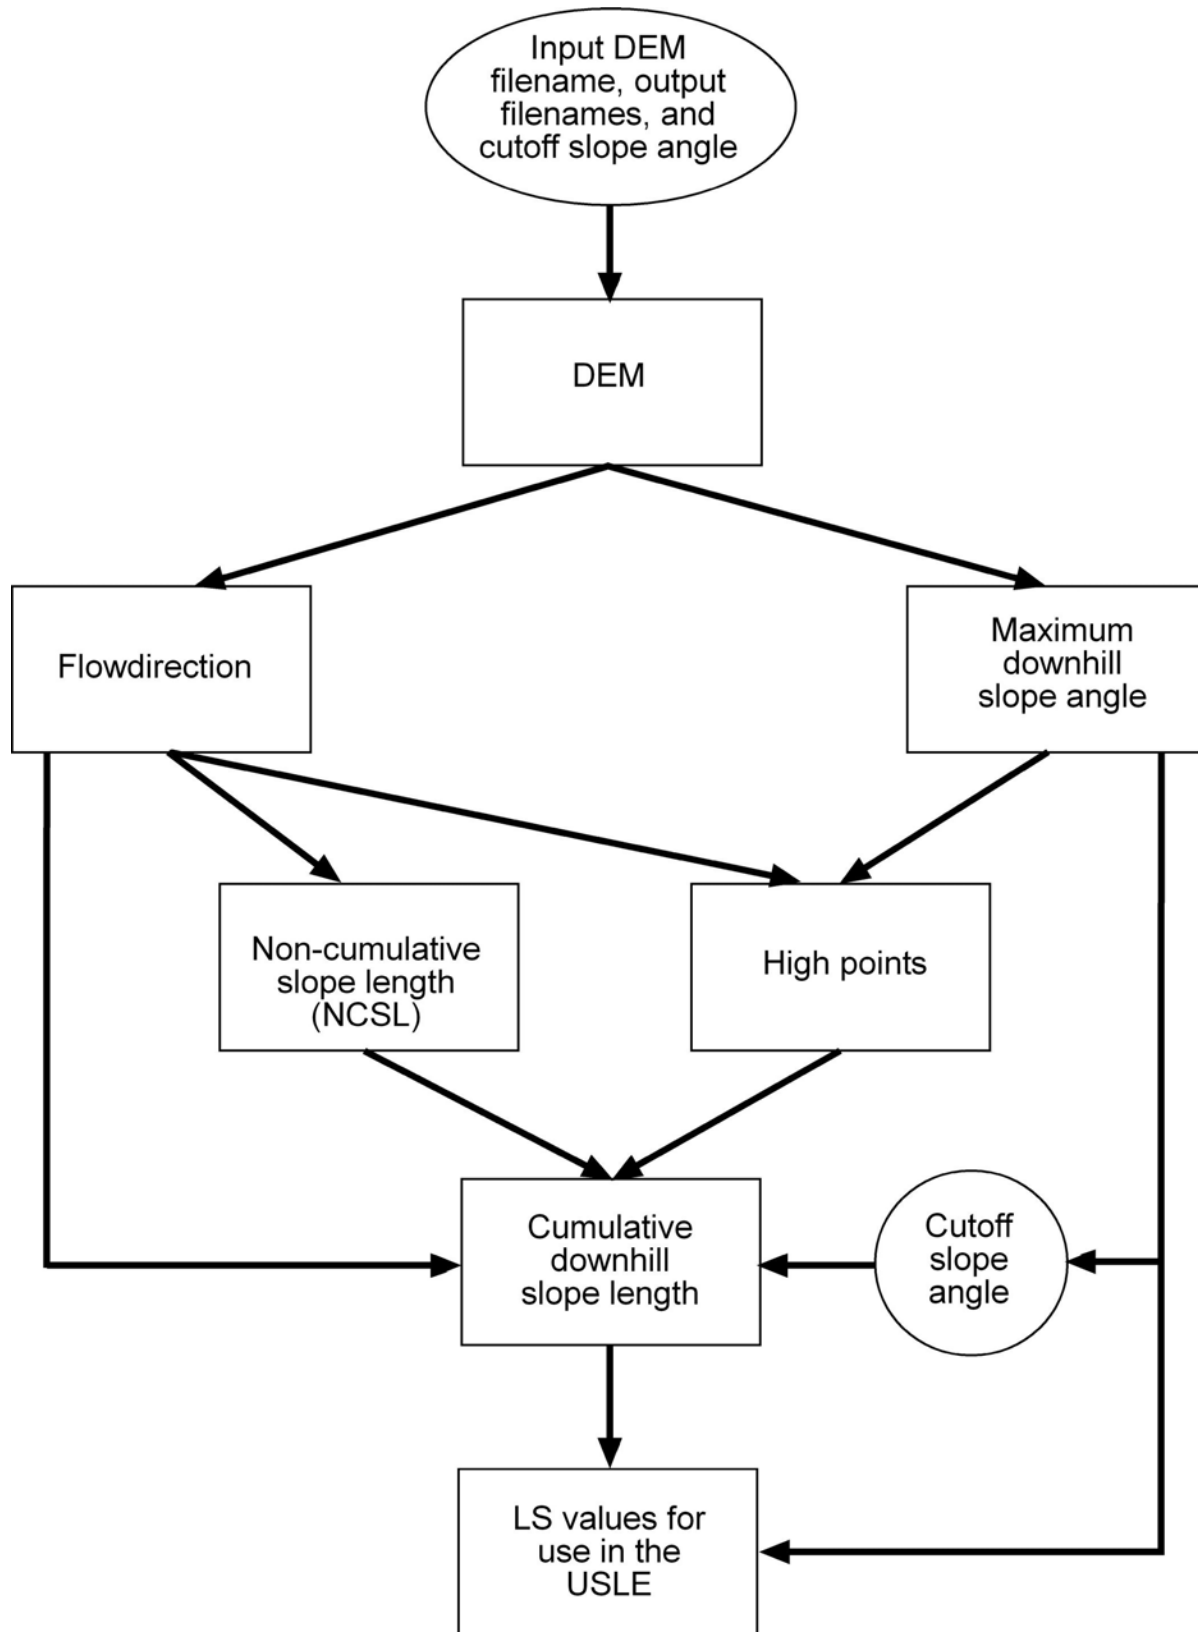 Input DEM
filename, output
filenames, and
cutoff slope angle
DEM
Flowdirection
Maximum
downhill
slope angle
Non-cumulative
slope length
(NCSL)
High points
Cumulative
downhill
slope length
Cutoff
slope
angle
LS values for
use in the
USLE